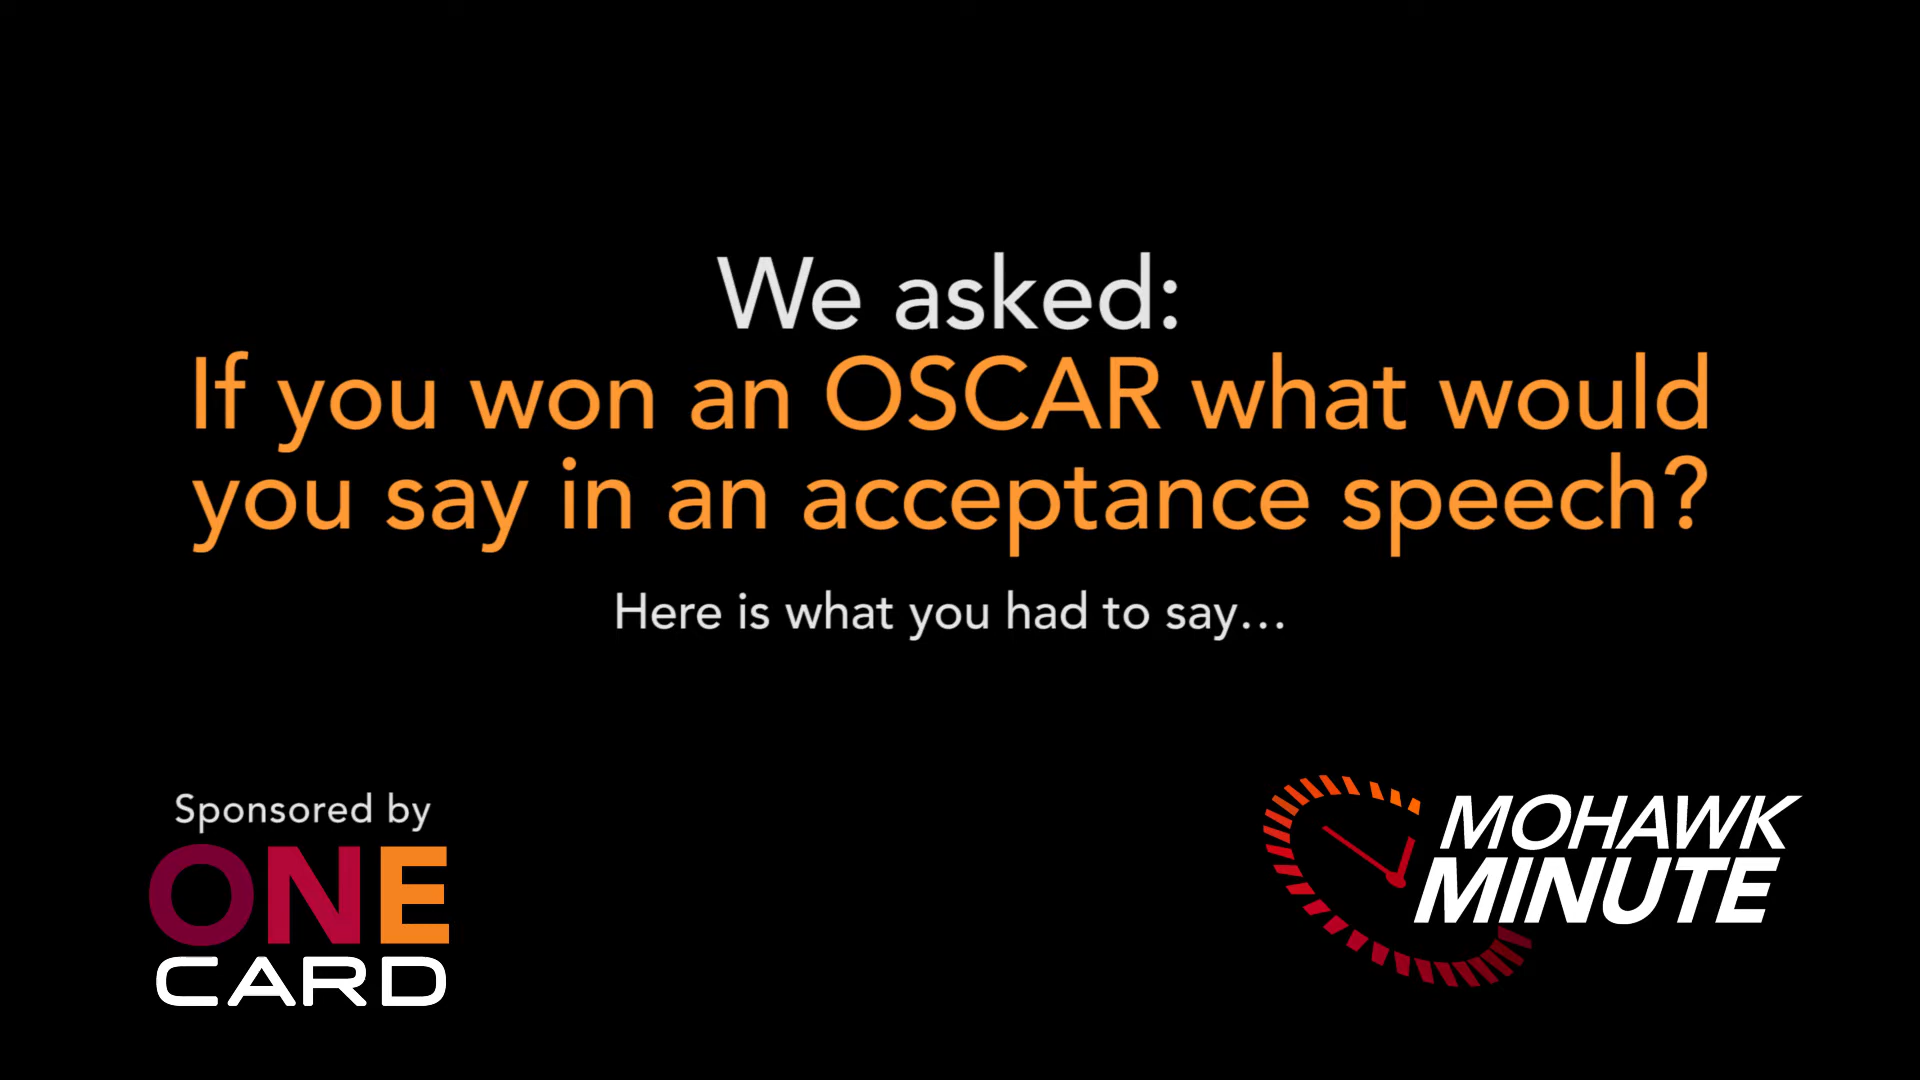 We asked:
If you won an OSCAR what would
you say in an acceptance speech?
Here is what you had to say...
Sponsored by
ONE
CARD
MOHAWK
MINUTE